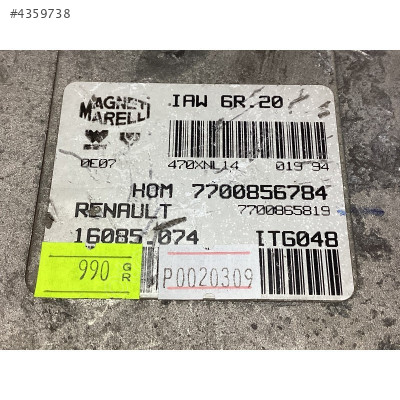 #4359738
MAGNETI MARELLI
IAW 6R.20
0E07
470XNL14 019 94
HOM 7700856784
RENAULT 7700865819
16085.074 IT6048
990 GR
P0020309